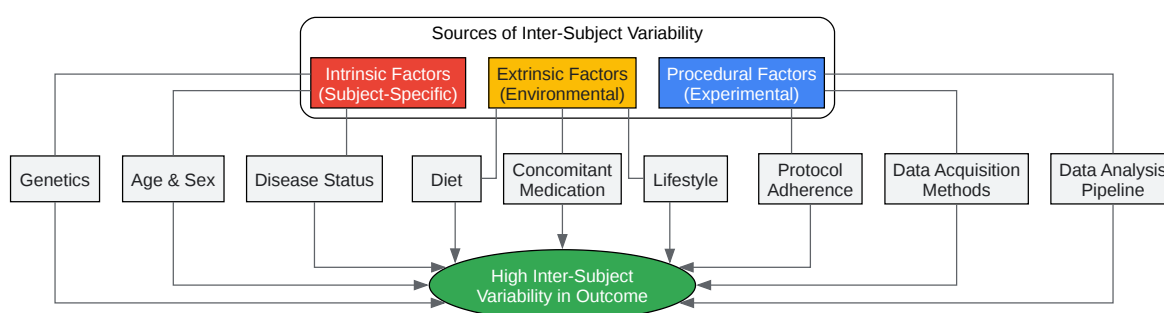 Sources of Inter-Subject Variability
Intrinsic Factors
(Subject-Specific)
Extrinsic Factors
(Environmental)
Procedural Factors
(Experimental)
Genetics
Age & Sex
Disease Status
Diet
Concomitant
Medication
Lifestyle
Protocol
Adherence
Data Acquisition
Methods
Data Analysis
Pipeline
High Inter-Subject
Variability in Outcome